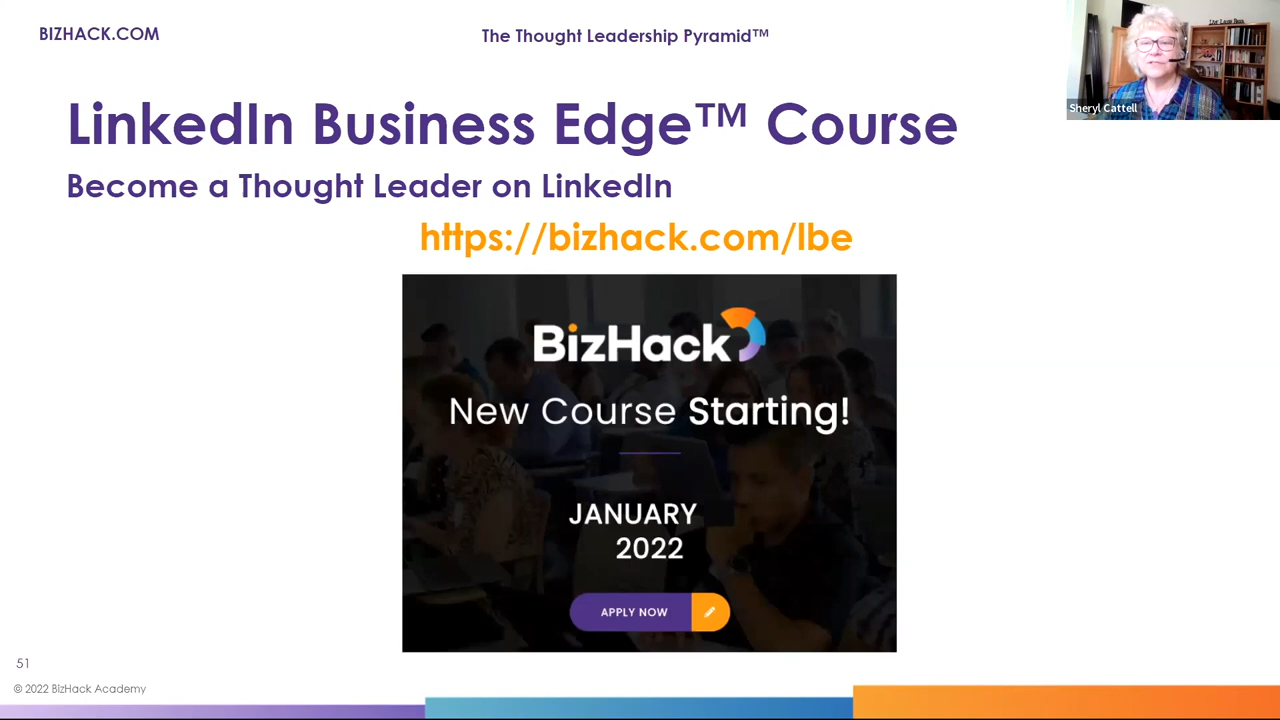 BIZHACK.COM
The Thought Leadership Pyramid™
Sheryl Cattell
LinkedIn Business Edge™ Course
Become a Thought Leader on LinkedIn
https://bizhack.com/lbe
BizHack
New Course Starting!
JANUARY
2022
APPLY NOW
51
© 2022 BizHack Academy